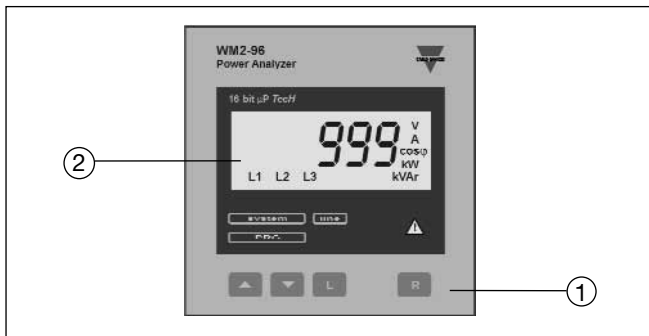 WM2-96
Power Analyzer
16 bit µP TecH
999
V
A
cosφ
kW
kVAr
L1 L2 L3
system
L
R
2
1